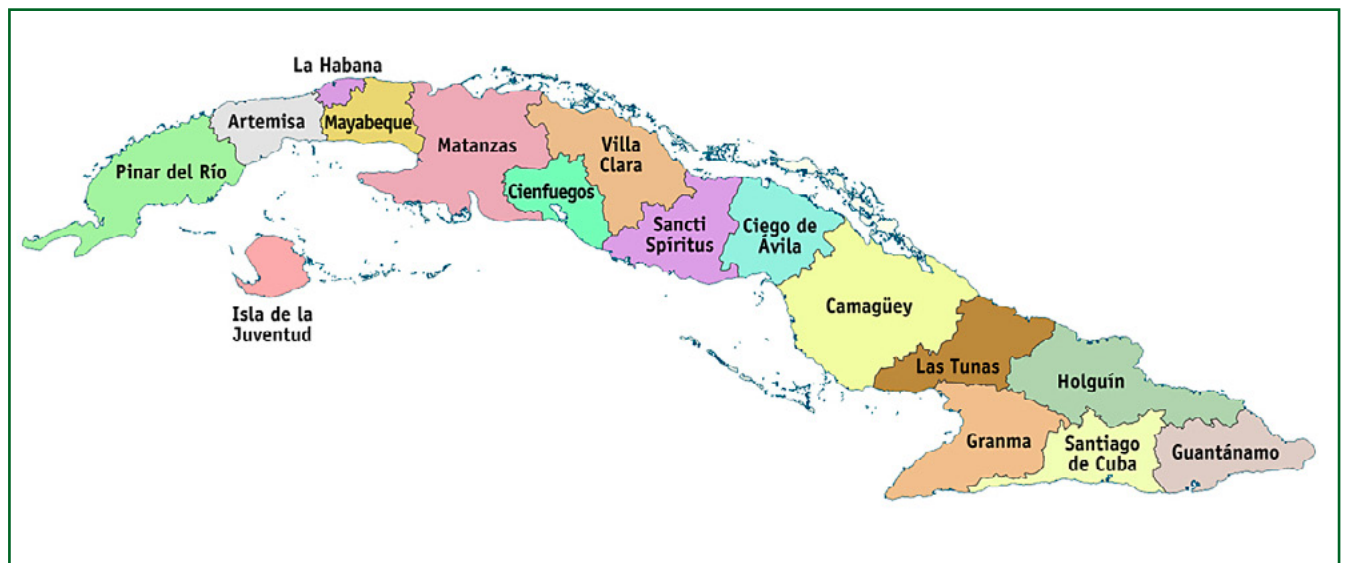 La Habana
Artemisa
Mayabeque
Pinar del Río
Matanzas
Villa
Clara
Cienfuegos
Sancti
Spíritus
Ciego de
Ávila
Isla de la
Juventud
Camagüey
Las Tunas
Holguín
Granma
Santiago
de Cuba
Guantánamo